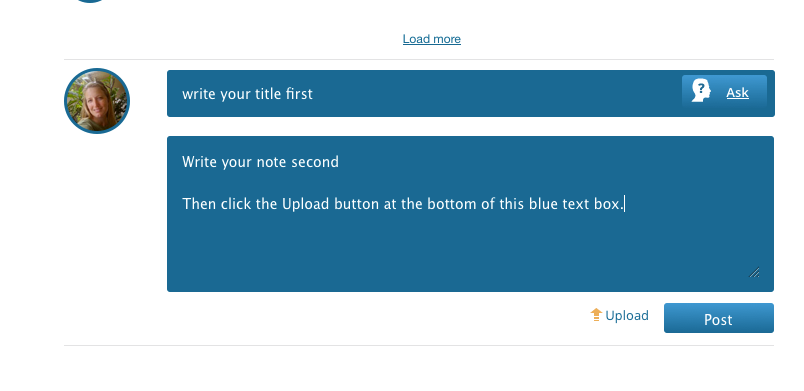 Load more
write your title first
? Ask
Write your note second
Then click the Upload button at the bottom of this blue text box.
Upload
Post